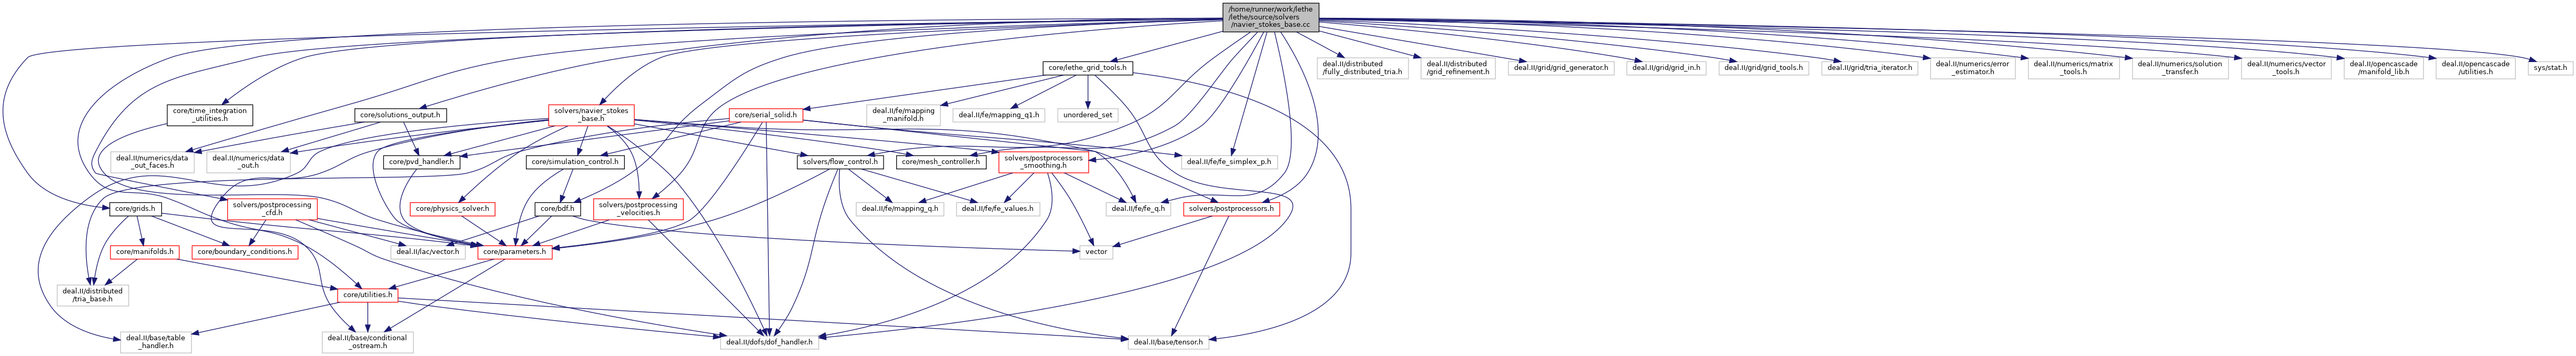 /home/runner/work/lethe
/lethe/source/solvers
/navier_stokes_base.cc
core/lethe_grid_tools.h
deal.II/distributed
/fully_distributed_tria.h
deal.II/distributed
/grid_refinement.h
deal.II/grid/grid_generator.h
deal.II/grid/grid_in.h
deal.II/grid/grid_tools.h
deal.II/grid/tria_iterator.h
deal.II/numerics/error
_estimator.h
deal.II/numerics/matrix
_tools.h
deal.II/numerics/solution
_transfer.h
deal.II/numerics/vector
_tools.h
deal.II/opencascade
/manifold_lib.h
deal.II/opencascade
/utilities.h
sys/stat.h
core/time_integration
_utilities.h
core/solutions_output.h
solvers/navier_stokes
_base.h
core/serial_solid.h
deal.II/fe/mapping
_manifold.h
deal.II/fe/mapping_q1.h
unordered_set
deal.II/numerics/data
_out_faces.h
deal.II/numerics/data
_out.h
core/pvd_handler.h
core/simulation_control.h
solvers/flow_control.h
core/mesh_controller.h
solvers/postprocessors
_smoothing.h
deal.II/fe/fe_simplex_p.h
core/grids.h
solvers/postprocessing
_cfd.h
core/physics_solver.h
core/bdf.h
solvers/postprocessing
_velocities.h
deal.II/fe/mapping_q.h
deal.II/fe/fe_values.h
deal.II/fe/fe_q.h
solvers/postprocessors.h
core/manifolds.h
core/boundary_conditions.h
deal.II/lac/vector.h
core/parameters.h
vector
deal.II/distributed
/tria_base.h
core/utilities.h
deal.II/base/table
_handler.h
deal.II/base/conditional
_ostream.h
deal.II/dofs/dof_handler.h
deal.II/base/tensor.h